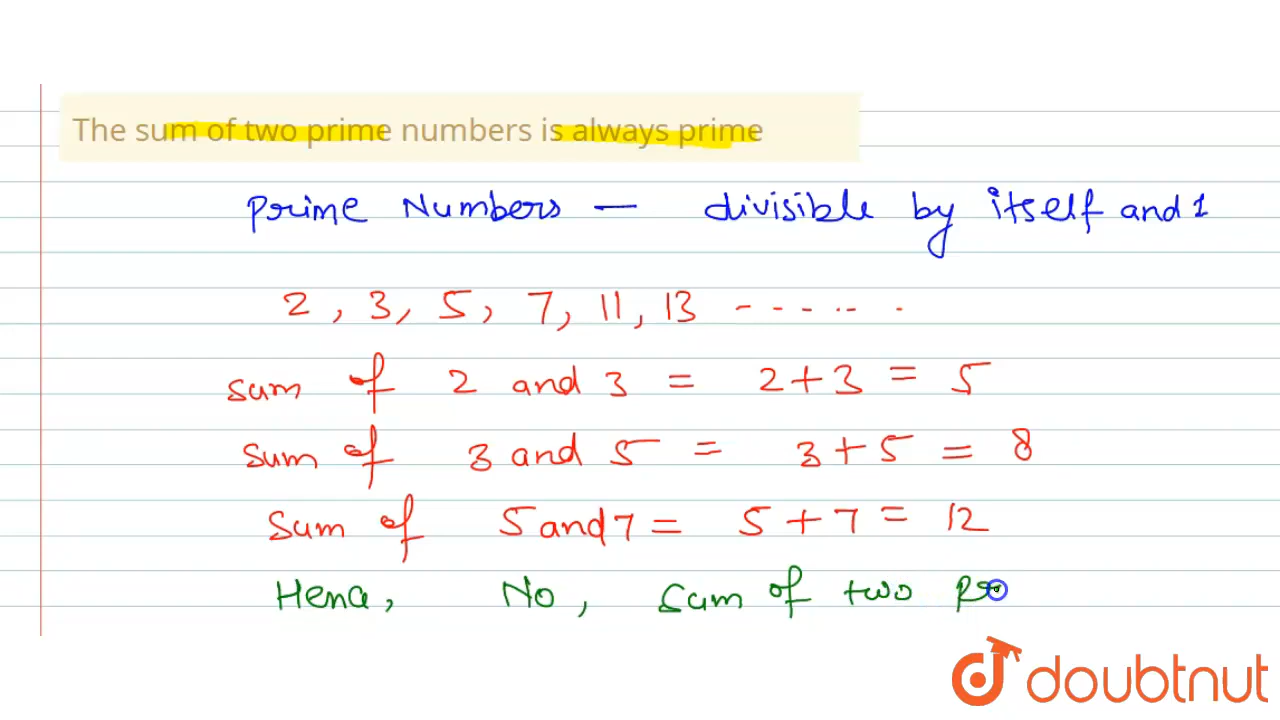 The sum of two prime numbers is always prime
Prime Numbers — divisible by itself and 1
2, 3, 5, 7, 11, 13 - - - - - - .
Sum of 2 and 3 = 2+3 = 5
Sum of 3 and 5 = 3+5 = 8
Sum of 5 and 7 = 5+7 = 12
No, Sum of two
doubtnut